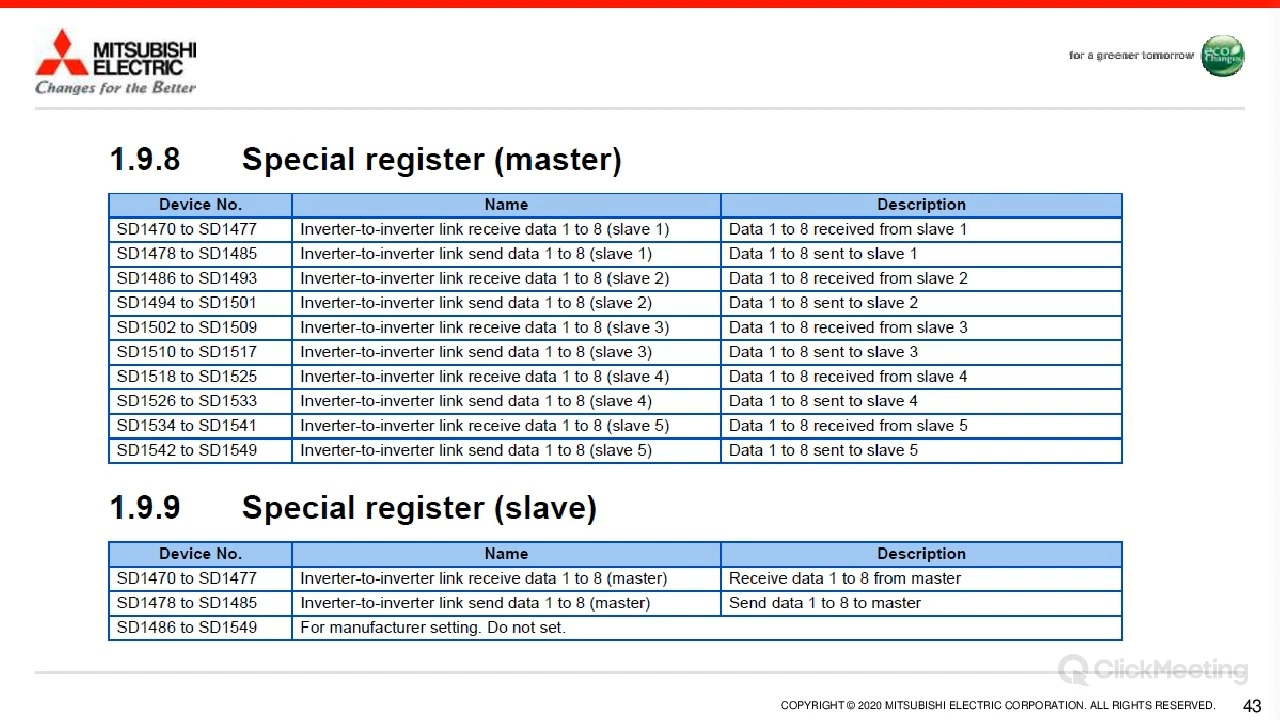 MITSUBISHI
ELECTRIC
Changes for the Better
for a greener tomorrow
eco
Changes
1.9.8 Special register (master)
Device No. Name Description
SD1470 to SD1477 Inverter-to-inverter link receive data 1 to 8 (slave 1) Data 1 to 8 received from slave 1
SD1478 to SD1485 Inverter-to-inverter link send data 1 to 8 (slave 1) Data 1 to 8 sent to slave 1
SD1486 to SD1493 Inverter-to-inverter link receive data 1 to 8 (slave 2) Data 1 to 8 received from slave 2
SD1494 to SD1501 Inverter-to-inverter link send data 1 to 8 (slave 2) Data 1 to 8 sent to slave 2
SD1502 to SD1509 Inverter-to-inverter link receive data 1 to 8 (slave 3) Data 1 to 8 received from slave 3
SD1510 to SD1517 Inverter-to-inverter link send data 1 to 8 (slave 3) Data 1 to 8 sent to slave 3
SD1518 to SD1525 Inverter-to-inverter link receive data 1 to 8 (slave 4) Data 1 to 8 received from slave 4
SD1526 to SD1533 Inverter-to-inverter link send data 1 to 8 (slave 4) Data 1 to 8 sent to slave 4
SD1534 to SD1541 Inverter-to-inverter link receive data 1 to 8 (slave 5) Data 1 to 8 received from slave 5
SD1542 to SD1549 Inverter-to-inverter link send data 1 to 8 (slave 5) Data 1 to 8 sent to slave 5
1.9.9 Special register (slave)
Device No. Name Description
SD1470 to SD1477 Inverter-to-inverter link receive data 1 to 8 (master) Receive data 1 to 8 from master
SD1478 to SD1485 Inverter-to-inverter link send data 1 to 8 (master) Send data 1 to 8 to master
SD1486 to SD1549 For manufacturer setting. Do not set.
ClickMeeting
COPYRIGHT © 2020 MITSUBISHI ELECTRIC CORPORATION. ALL RIGHTS RESERVED. 43